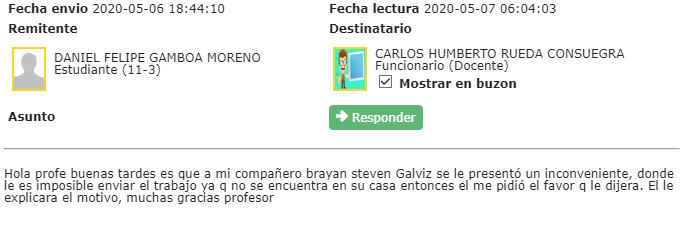 Fecha envio 2020-05-06 18:44:10
Fecha lectura 2020-05-07 06:04:03
Remitente
Destinatario
DANIEL FELIPE GAMBOA MORENO
Estudiante (11-3)
CARLOS HUMBERTO RUEDA CONSUEGRA
Funcionario (Docente)
Mostrar en buzon
Asunto
Responder
Hola profe buenas tardes es que a mi compañero brayan steven Galviz se le presentó un inconveniente, donde
le es imposible enviar el trabajo ya q no se encuentra en su casa entonces el me pidió el favor q le dijera. El le
explicara el motivo, muchas gracias profesor